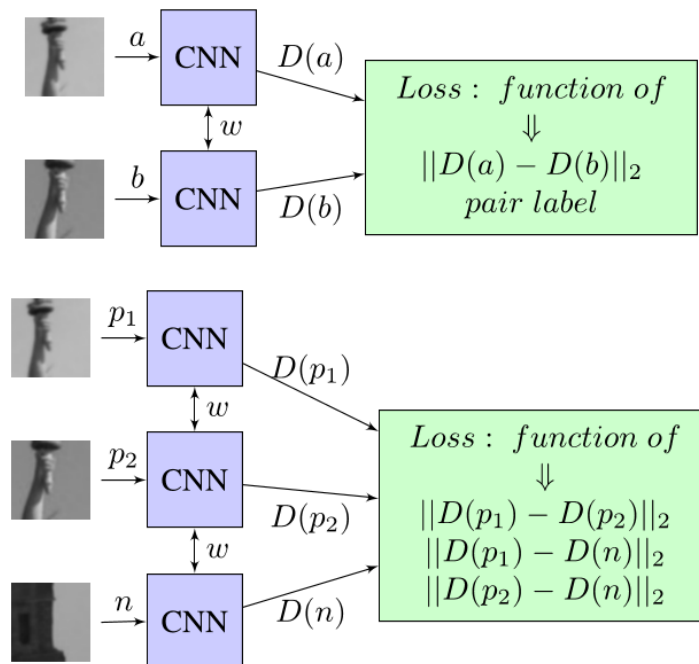 a
CNN
D(a)
w
b
CNN
D(b)
Loss : function of
⇓
||D(a) − D(b)||₂
pair label
p₁
CNN
D(p₁)
w
p₂
CNN
D(p₂)
w
n
CNN
D(n)
Loss : function of
⇓
||D(p₁) − D(p₂)||₂
||D(p₁) − D(n)||₂
||D(p₂) − D(n)||₂